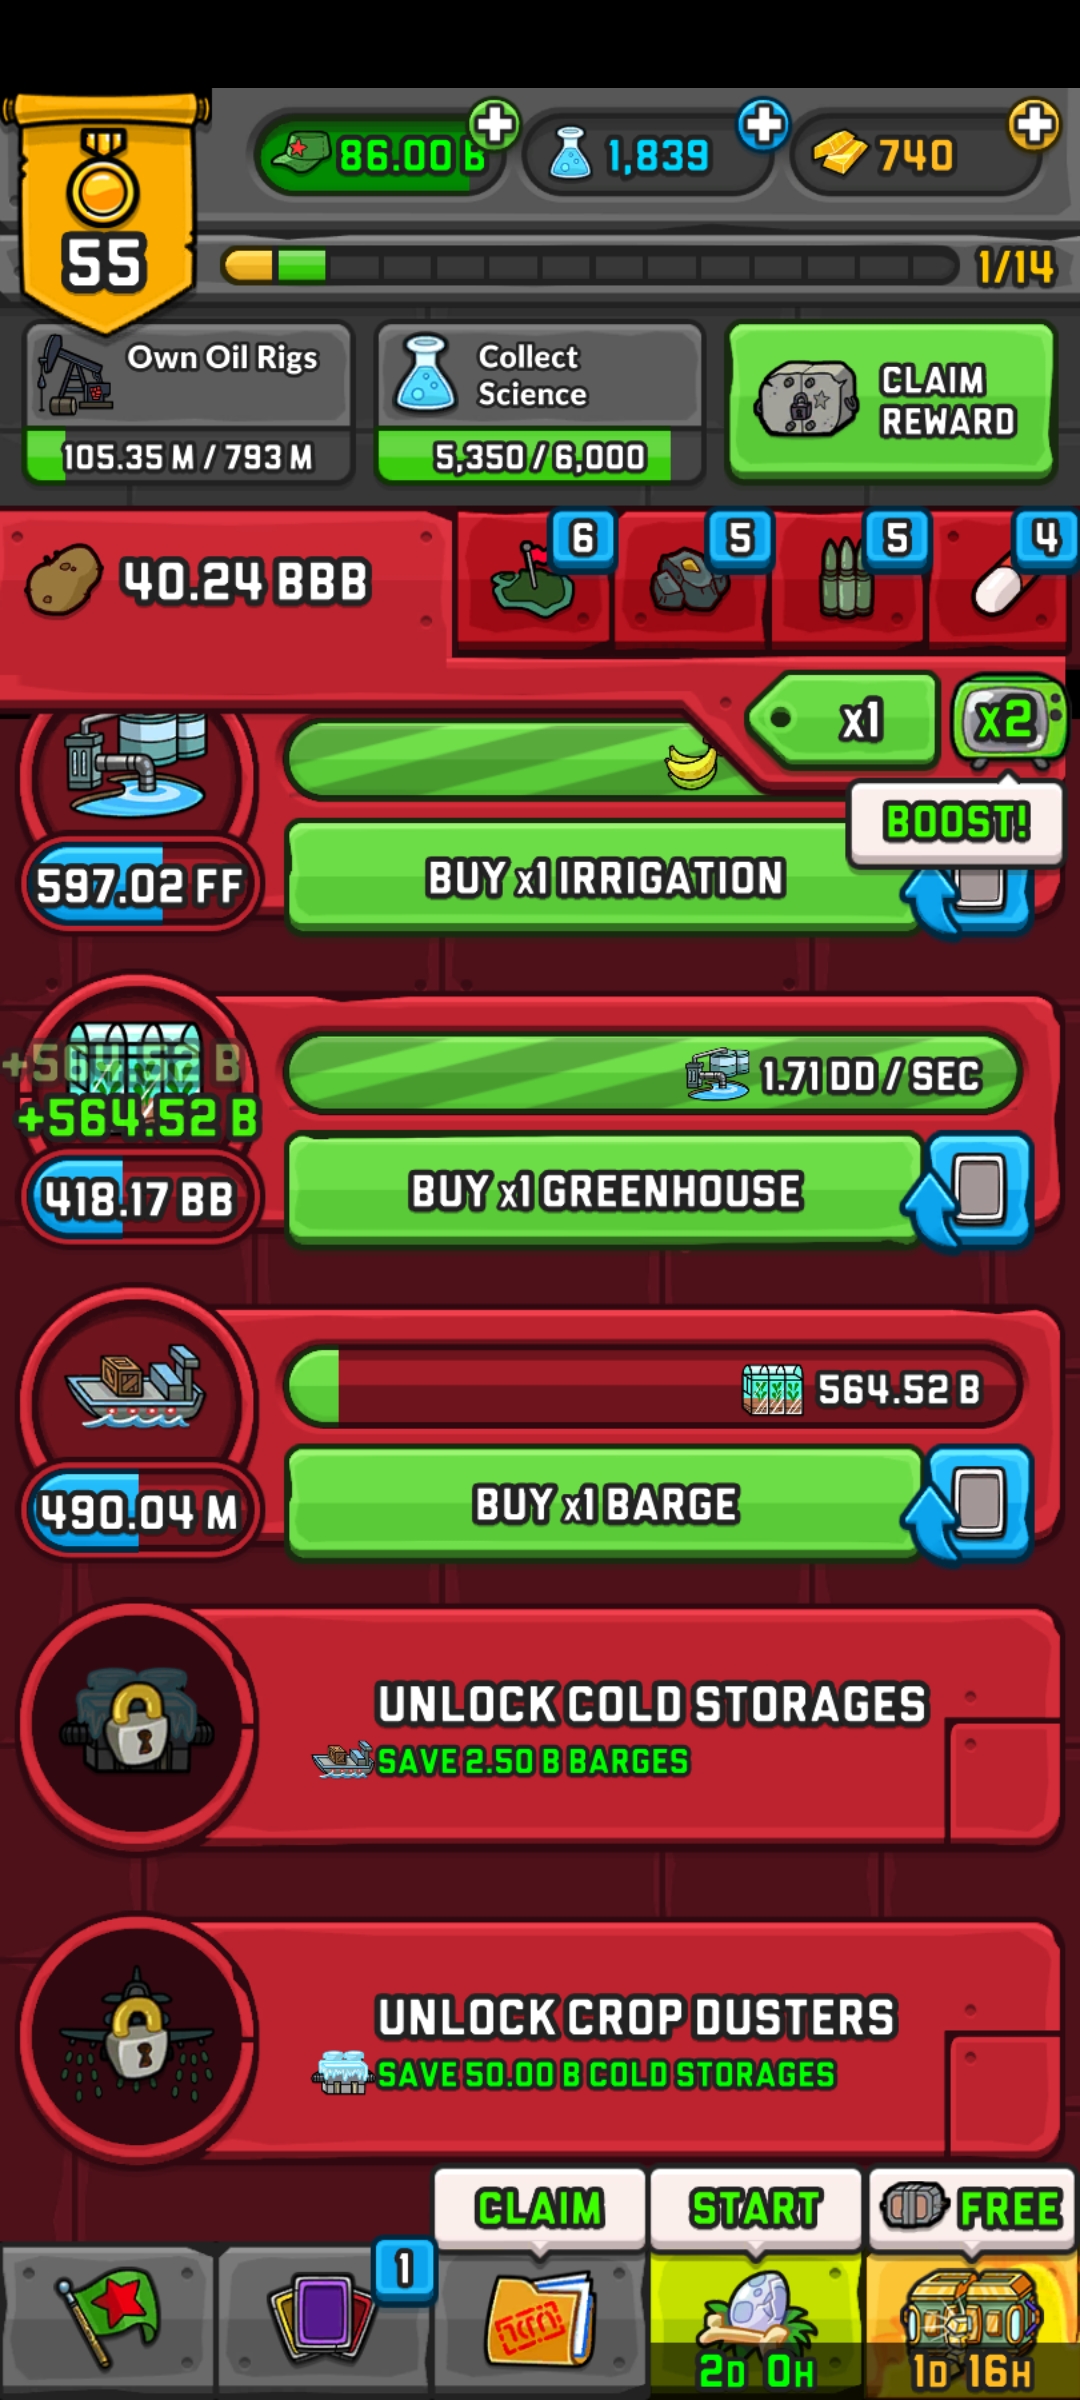 86.00 B
1,839
740
55
1/14
Own Oil Rigs
105.35 M / 793 M
Collect
Science
5,350 / 6,000
CLAIM
REWARD
40.24 BBB
6
5
5
4
x1
x2
BOOST!
597.02 FF
BUY x1 IRRIGATION
+564.52 B
+564.52 B
1.71 DD / SEC
418.17 BB
BUY x1 GREENHOUSE
564.52 B
490.04 M
BUY x1 BARGE
UNLOCK COLD STORAGES
SAVE 2.50 B BARGES
UNLOCK CROP DUSTERS
SAVE 50.00 B COLD STORAGES
CLAIM
START
FREE
1
2D 0H
1D 16H